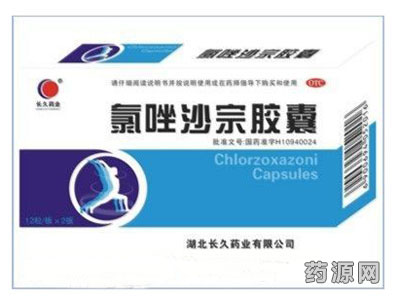 氯唑沙宗胶囊
长久药业
请仔细阅读说明书并按说明使用或在药师指导下购买和使用
OTC
氯唑沙宗胶囊
批准文号:国药准字H10940024
Chlorzoxazoni
Capsules
12粒/板×2板
湖北长久药业有限公司
药源网